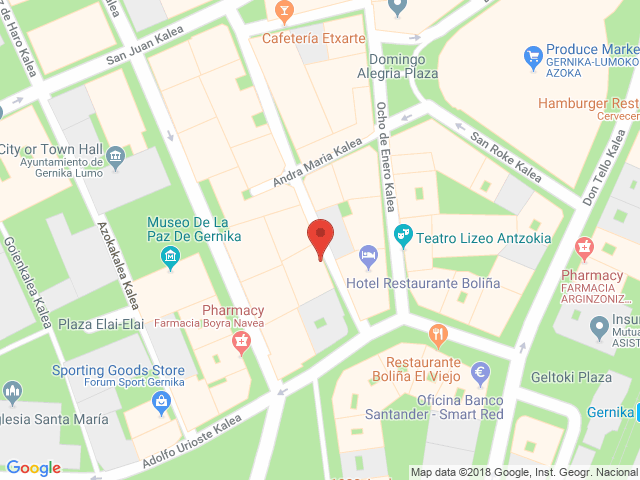 San Juan Kalea
z de Haro Kalea
Cafetería Etxarte
Domingo
Alegria Plaza
Produce Marke
GERNIKA-LUMOKO
AZOKA
Hamburger Rest
Cervecer
City or Town Hall
Ayuntamiento de
Gernika Lumo
Andra Maria Kalea
Ocho de Enero Kalea
San Roke Kalea
Don Tello Kalea
Museo De La
Paz De Gernika
Teatro Lizeo Antzokia
Goienkalea Kalea
Azokakalea Kalea
Hotel Restaurante Boliña
Pharmacy
FARMACIA
ARGINZONIZ...
Pharmacy
Farmacia Boyra Navea
Plaza Elai-Elai
Insur
Mutua
ASIST
Sporting Goods Store
Forum Sport Gernika
Restaurante
Boliña El Viejo
Oficina Banco
Santander - Smart Red
Geltoki Plaza
Gernika
glesia Santa María
Adolfo Urioste Kalea
Google
Map data ©2018 Google, Inst. Geogr. Nacional